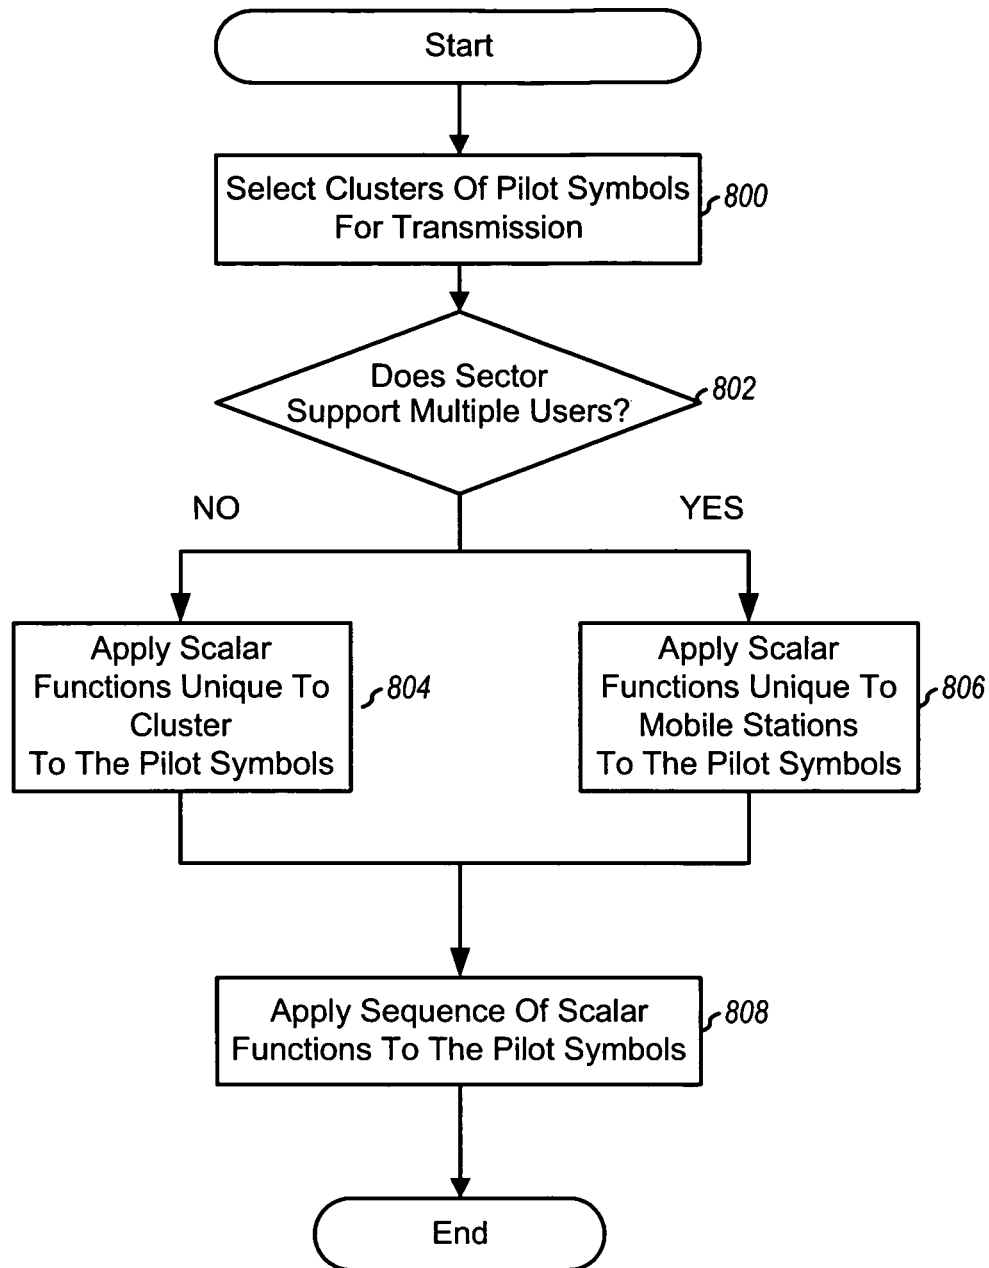 Start
Select Clusters Of Pilot Symbols
For Transmission
800
Does Sector
Support Multiple Users?
802
NO
YES
Apply Scalar
Functions Unique To
Cluster
To The Pilot Symbols
804
Apply Scalar
Functions Unique To
Mobile Stations
To The Pilot Symbols
806
Apply Sequence Of Scalar
Functions To The Pilot Symbols
808
End